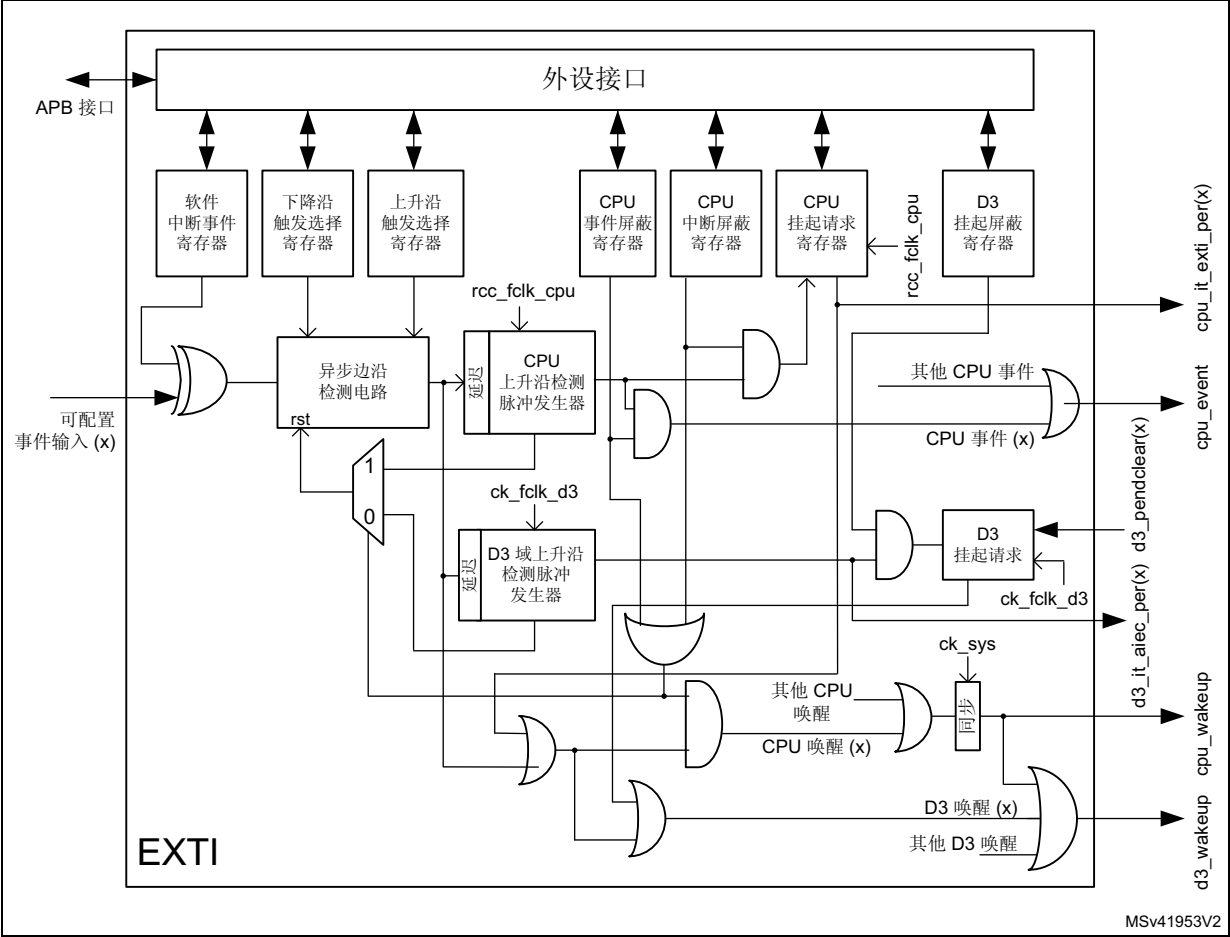 外设接口
APB 接口
软件
中断事件
寄存器
下降沿
触发选择
寄存器
上升沿
触发选择
寄存器
CPU
事件屏蔽
寄存器
CPU
中断屏蔽
寄存器
CPU
挂起请求
寄存器
rcc_fclk_cpu
D3
挂起屏蔽
寄存器
cpu_it_exti_per(x)
rcc_fclk_cpu
异步边沿
检测电路
rst
延迟
CPU
上升沿检测
脉冲发生器
其他 CPU 事件
CPU 事件 (x)
cpu_event
可配置
事件输入 (x)
1
0
ck_fclk_d3
延迟
D3 域上升沿
检测脉冲
发生器
D3
挂起请求
d3_pendclear(x)
ck_fclk_d3
d3_it_aiec_per(x)
ck_sys
其他 CPU
唤醒
CPU 唤醒 (x)
同步
cpu_wakeup
D3 唤醒 (x)
其他 D3 唤醒
d3_wakeup
EXTI
MSv41953V2